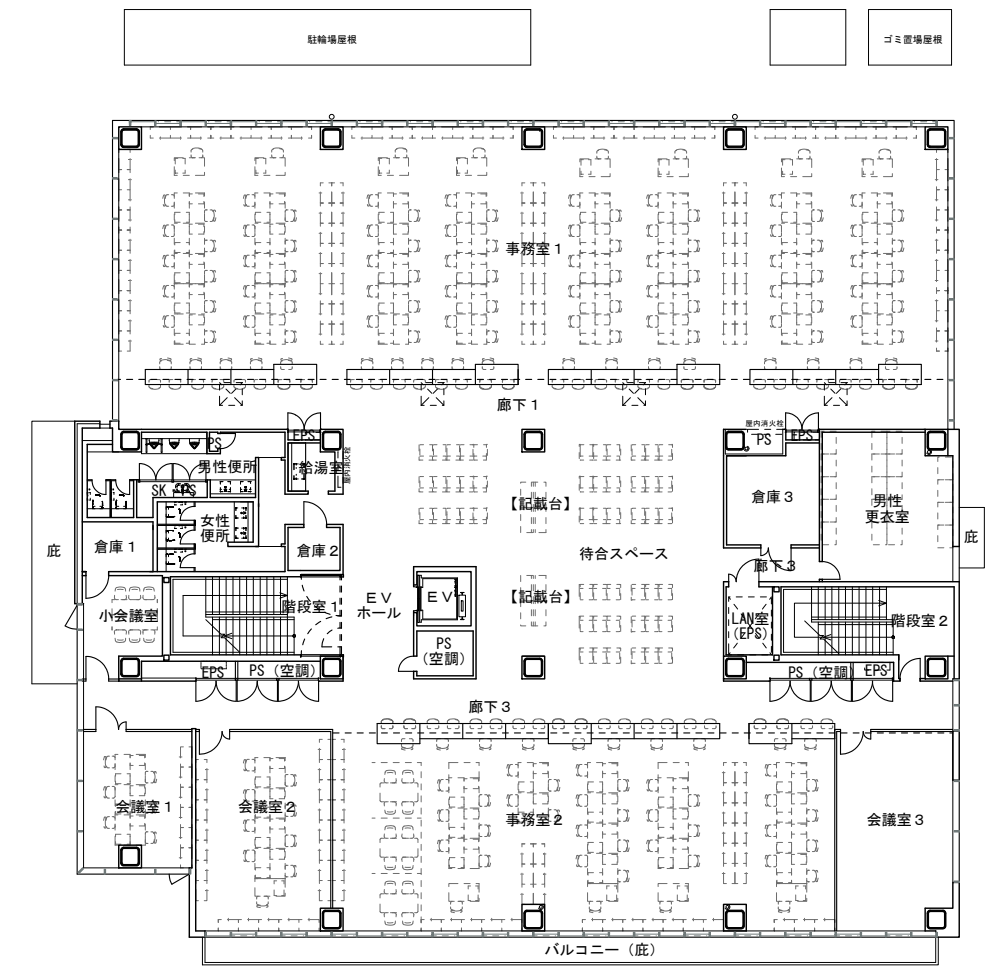 駐輪場屋根
ゴミ置場屋根
事務室1
廊下1
EPS
PS
男性便所
給湯室
屋内消火栓
屋内消火栓
PS
EPS
SK
EPS
女性
便所
倉庫1
倉庫2
【記載台】
待合スペース
倉庫3
男性
更衣室
庇
庇
廊下3
小会議室
階段室1
EV
ホール
EV
【記載台】
PS
(空調)
LAN室
(EPS)
階段室2
EPS
PS(空調)
PS(空調)
EPS
廊下3
会議室1
会議室2
事務室2
会議室3
バルコニー(庇)